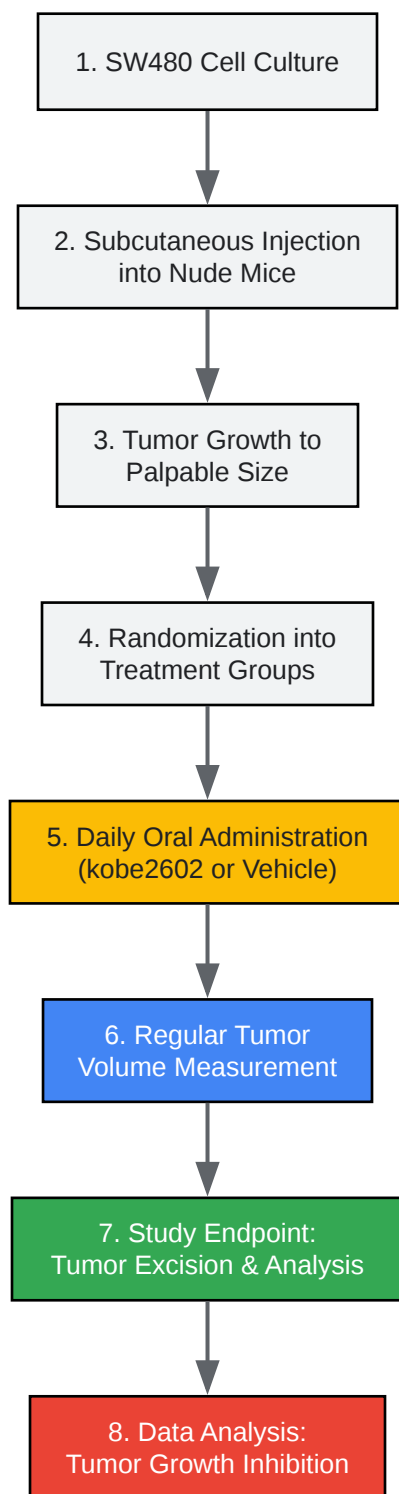 1. SW480 Cell Culture
2. Subcutaneous Injection
into Nude Mice
3. Tumor Growth to
Palpable Size
4. Randomization into
Treatment Groups
5. Daily Oral Administration
(kobe2602 or Vehicle)
6. Regular Tumor
Volume Measurement
7. Study Endpoint:
Tumor Excision & Analysis
8. Data Analysis:
Tumor Growth Inhibition